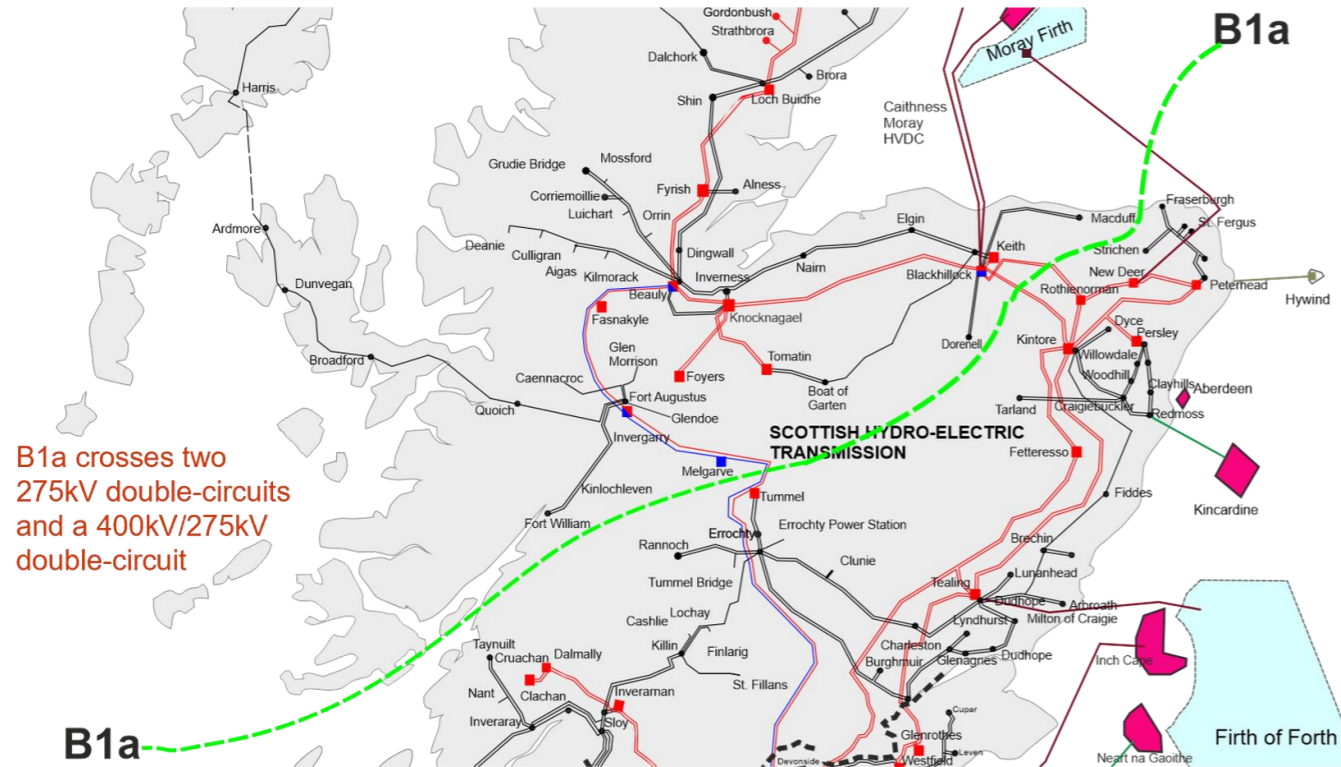 Gordonbush
Strathbrora
B1a
Moray Firth
Dalchork
Brora
Harris
Shin
Loch Buidhe
Caithness
Moray
HVDC
Mossford
Grudie Bridge
Fyrish
Alness
Corriemoillie
Luichart
Orrin
Fraserburgh
Macduff
St. Fergus
Elgin
Ardmore
Deanie
Culligran
Aigas
Dingwall
Keith
Strichen
Nairn
Kilmorack
Inverness
Blackhillock
New Deer
Dunvegan
Beauly
Rothienorman
Peterhead
Hywind
Fasnakyle
Knocknagael
Dyce
Persley
Dorenell
Kintore
Glen
Morrison
Willowdale
Broadford
Tomatin
Foyers
Woodhill
Caennacroc
Clayhills
Aberdeen
Boat of
Garten
Fort Augustus
Quoich
Glendoe
Tarland
Craigiebuckler
Redmoss
Invergarry
SCOTTISH HYDRO-ELECTRIC
TRANSMISSION
B1a crosses two
275kV double-circuits
and a 400kV/275kV
double-circuit
Melgarve
Fetteresso
Kinlochleven
Tummel
Fiddes
Kincardine
Fort William
Errochty Power Station
Errochty
Rannoch
Brechin
Clunie
Tummel Bridge
Tealing
Lunanhead
Dudhope
Arbroath
Lochay
Milton of Craigie
Cashlie
Lyndhurst
Taynuilt
Killin
Finlarig
Charleston
Dudhope
Cruachan
Dalmally
Glenagnes
Inch Cape
Burghmuir
St. Fillans
Nant
Clachan
Inverarnan
Inveraray
Sloy
Cupar
B1a
Glenrothes
Firth of Forth
Leven
Westfield
Devonside
Neart na Gaoithe